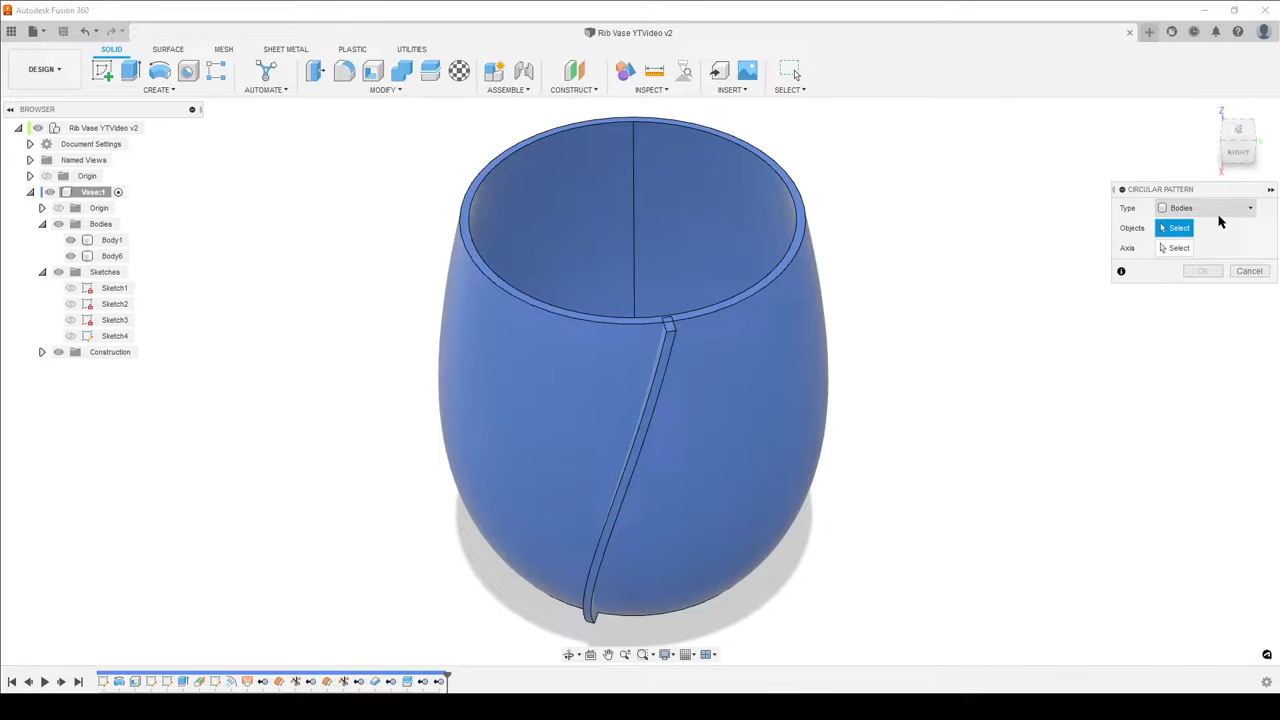 Autodesk Fusion 360
Rib Vase YTVideo v2
DESIGN
SOLID SURFACE MESH SHEET METAL PLASTIC UTILITIES
CREATE AUTOMATE MODIFY ASSEMBLE CONSTRUCT INSPECT INSERT SELECT
BROWSER
Rib Vase YTVideo v2
Document Settings
Named Views
Origin
Vase:1
Origin
Bodies
Body1
Body6
Sketches
Sketch1
Sketch2
Sketch3
Sketch4
Construction
Z
RIGHT
X
CIRCULAR PATTERN
Type Bodies
Objects Select
Axis Select
OK Cancel